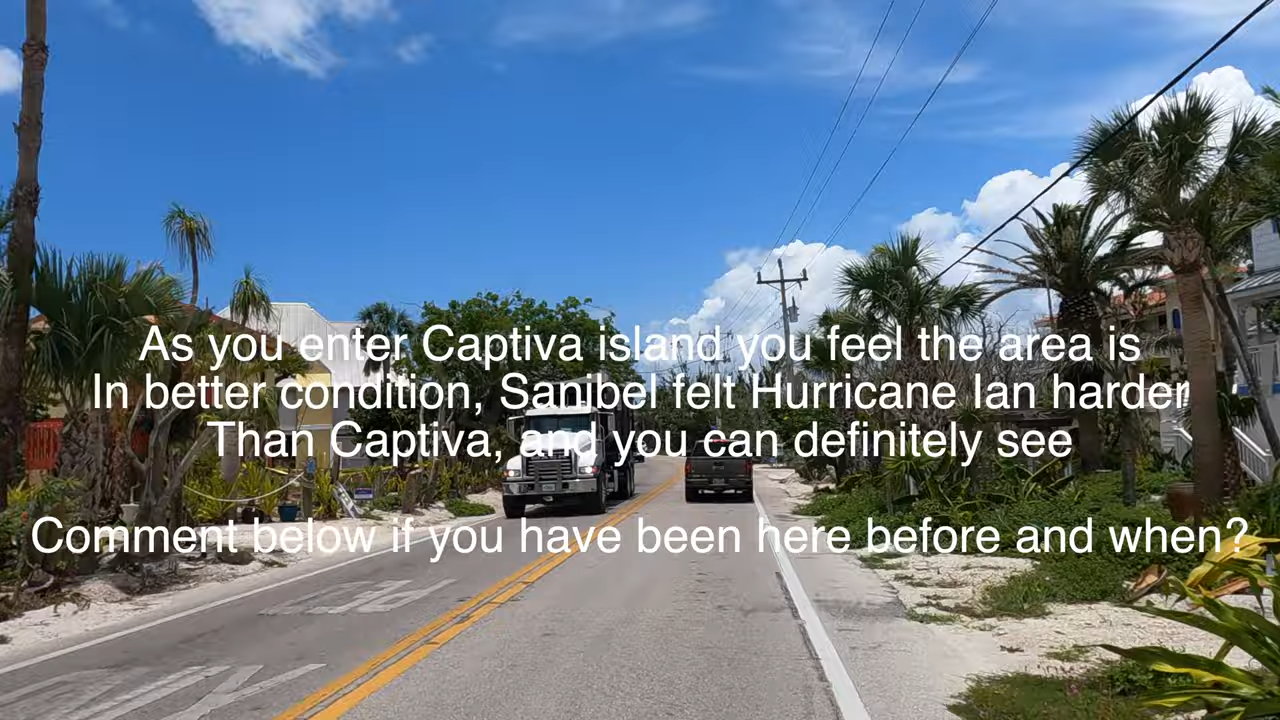 As you enter Captiva island you feel the area is
In better condition, Sanibel felt Hurricane Ian harder
Than Captiva, and you can definitely see
Comment below if you have been here before and when?